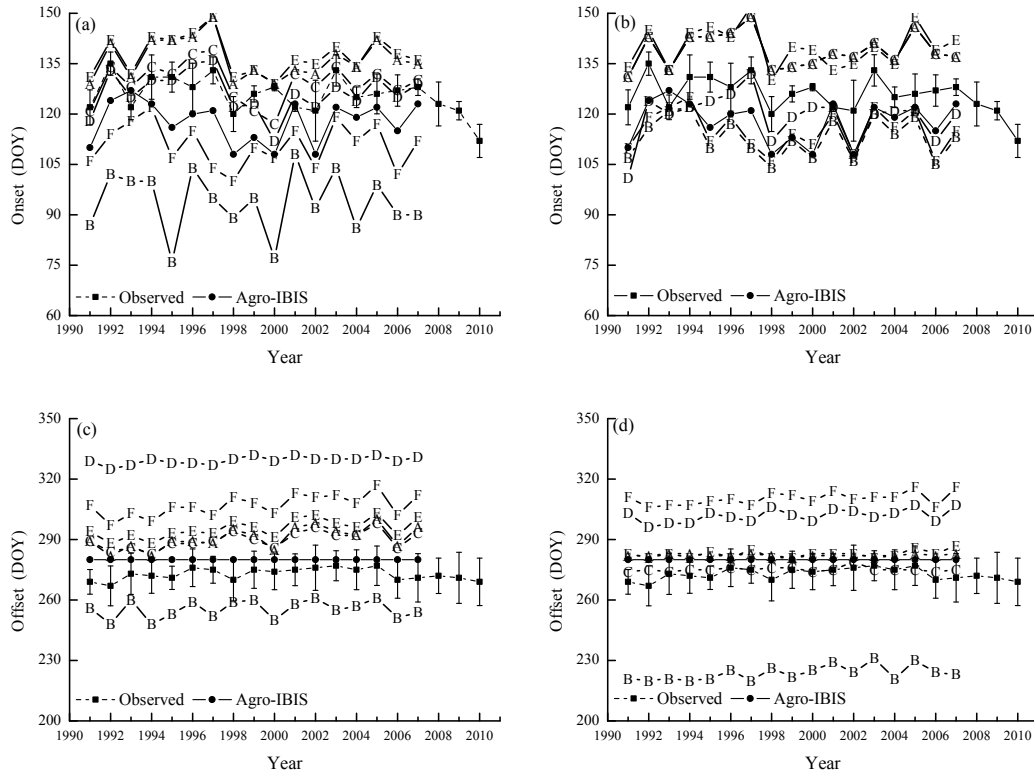 (a)
150
135
120
105
90
75
60
Onset (DOY)
Observed
Agro-IBIS
1990 1992 1994 1996 1998 2000 2002 2004 2006 2008 2010
Year
(b)
150
135
120
105
90
75
60
Onset (DOY)
Observed
Agro-IBIS
1990 1992 1994 1996 1998 2000 2002 2004 2006 2008 2010
Year
(c)
350
320
290
260
230
200
Offset (DOY)
D D D D D D D D D D D D D D D D D
F F F F F F F F F F F F F F F F F
B B B B B B B B B B B B B B B B B
Observed
Agro-IBIS
1990 1992 1994 1996 1998 2000 2002 2004 2006 2008 2010
Year
(d)
350
320
290
260
230
200
Offset (DOY)
F F F F F F F F F F F F F F F F F
D D D D D D D D D D D D D D D D D
B B B B B B B B B B B B B B B B B
Observed
Agro-IBIS
1990 1992 1994 1996 1998 2000 2002 2004 2006 2008 2010
Year